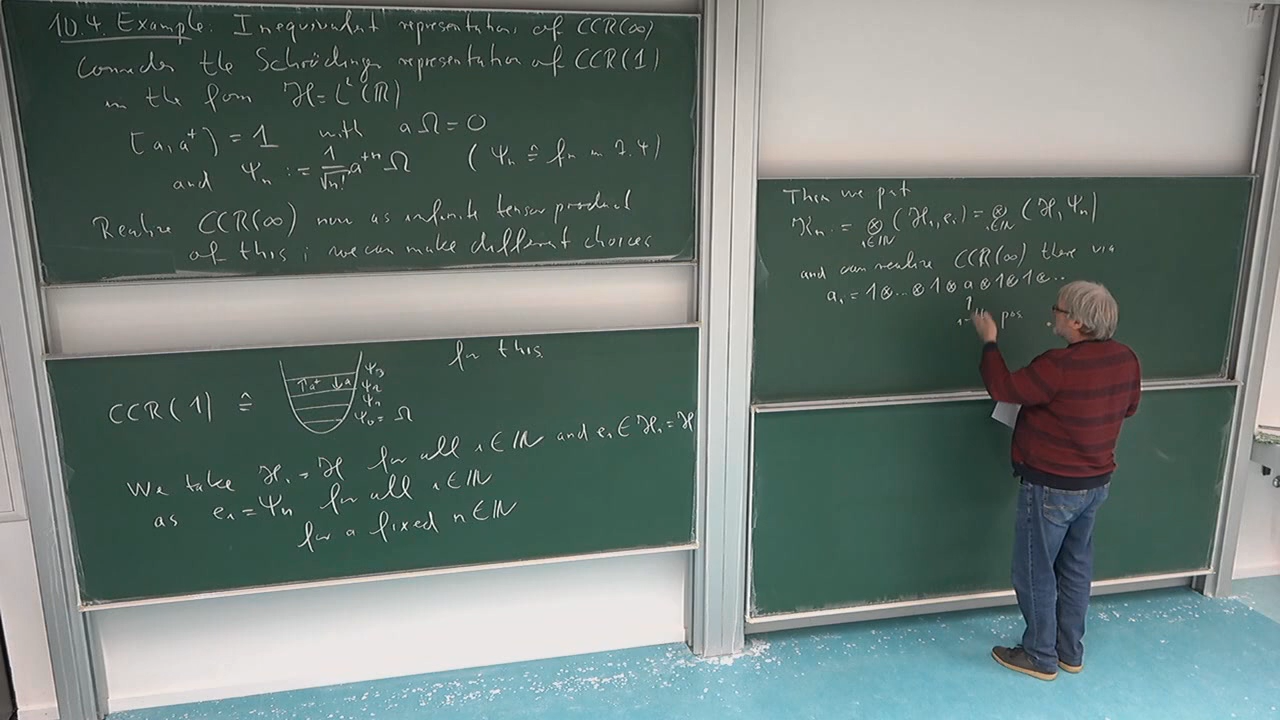 10.4. Example: Inequivalent representations of CCR(∞)
Consider the Schrödinger representation of CCR(1)
in the form ℋ = L²(ℝ)
[a, a⁺] = 1 with a Ω = 0
and Ψₙ := 1/√n! a⁺ⁿ Ω ( Ψₙ ≙ fₙ in 7.4)
Realize CCR(∞) now as infinite tensor product
of this ; we can make different choices
for this
CCR(1) ≙ ↑a⁺ ↓a
Ψ₃
Ψ₂
Ψ₁
Ψ₀ = Ω
We take ℋᵢ = ℋ for all i ∈ ℕ and eᵢ ∈ ℋᵢ = ℋ
as eᵢ = Ψₙ for all i ∈ ℕ
for a fixed n ∈ ℕ
Then we put
𝒦ₙ := ⊗_{i∈ℕ} (ℋᵢ, eᵢ) = ⊗_{i∈ℕ} (ℋ, Ψₙ)
and can realize CCR(∞) there via
aᵢ = 1 ⊗ … ⊗ 1 ⊗ a ⊗ 1 ⊗ 1 ⊗ …
↑
i-th pos